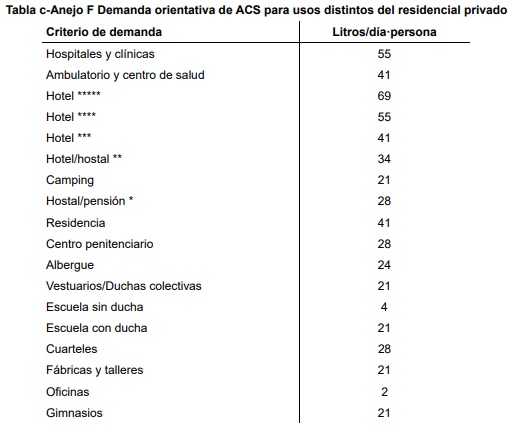 Tabla c-Anejo F Demanda orientativa de ACS para usos distintos del residencial privado
Criterio de demanda Litros/día·persona
Hospitales y clínicas 55
Ambulatorio y centro de salud 41
Hotel ***** 69
Hotel **** 55
Hotel *** 41
Hotel/hostal ** 34
Camping 21
Hostal/pensión * 28
Residencia 41
Centro penitenciario 28
Albergue 24
Vestuarios/Duchas colectivas 21
Escuela sin ducha 4
Escuela con ducha 21
Cuarteles 28
Fábricas y talleres 21
Oficinas 2
Gimnasios 21